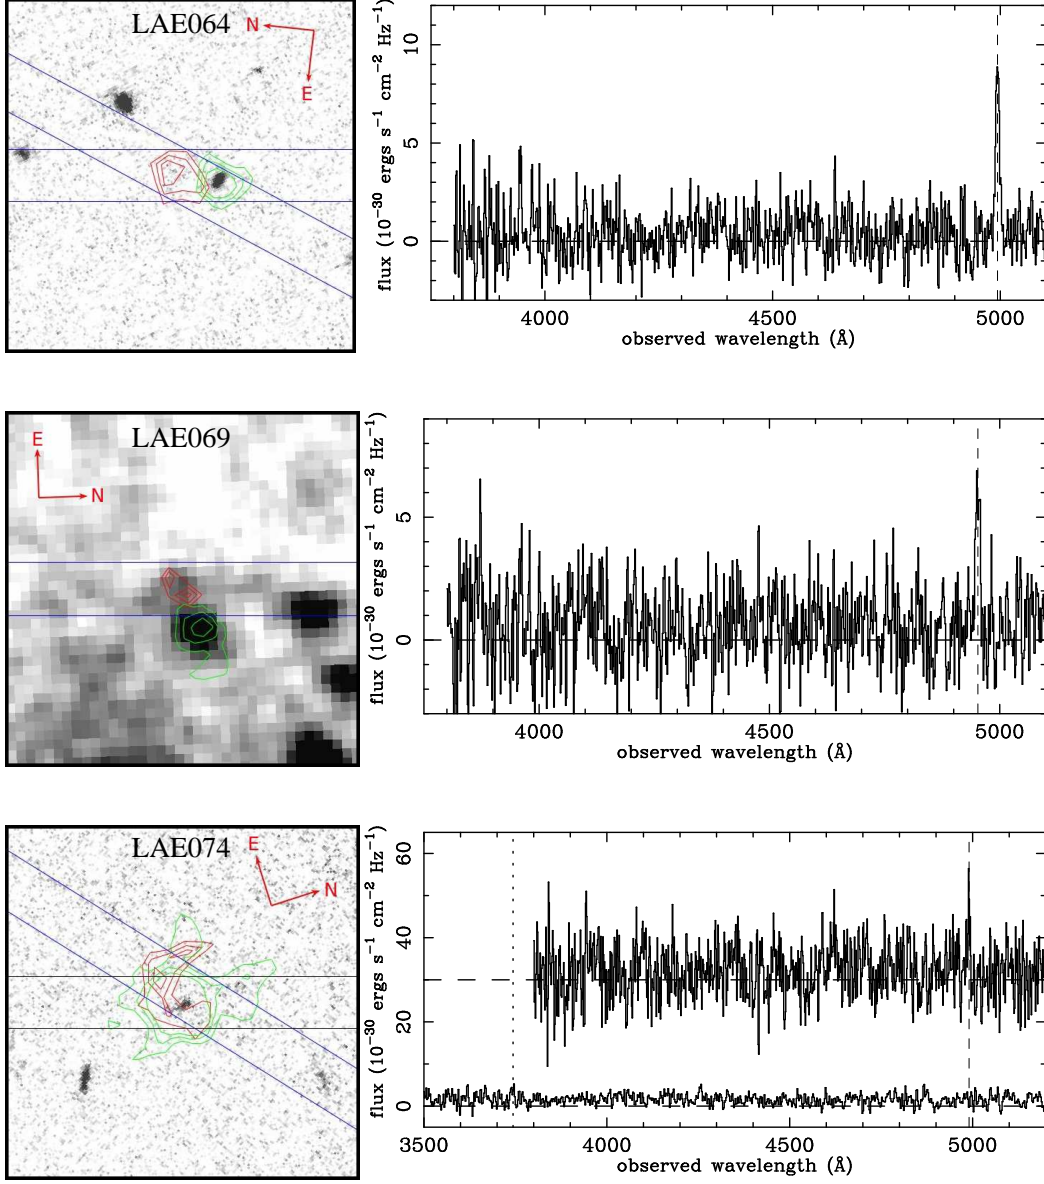 LAE064
N
E
10
5
0
flux (10⁻³⁰ ergs s⁻¹ cm⁻² Hz⁻¹)
4000 4500 5000
observed wavelength (Å)
LAE069
E
N
5
0
flux (10⁻³⁰ ergs s⁻¹ cm⁻² Hz⁻¹)
4000 4500 5000
observed wavelength (Å)
LAE074
E
N
60
40
20
0
flux (10⁻³⁰ ergs s⁻¹ cm⁻² Hz⁻¹)
3500 4000 4500 5000
observed wavelength (Å)